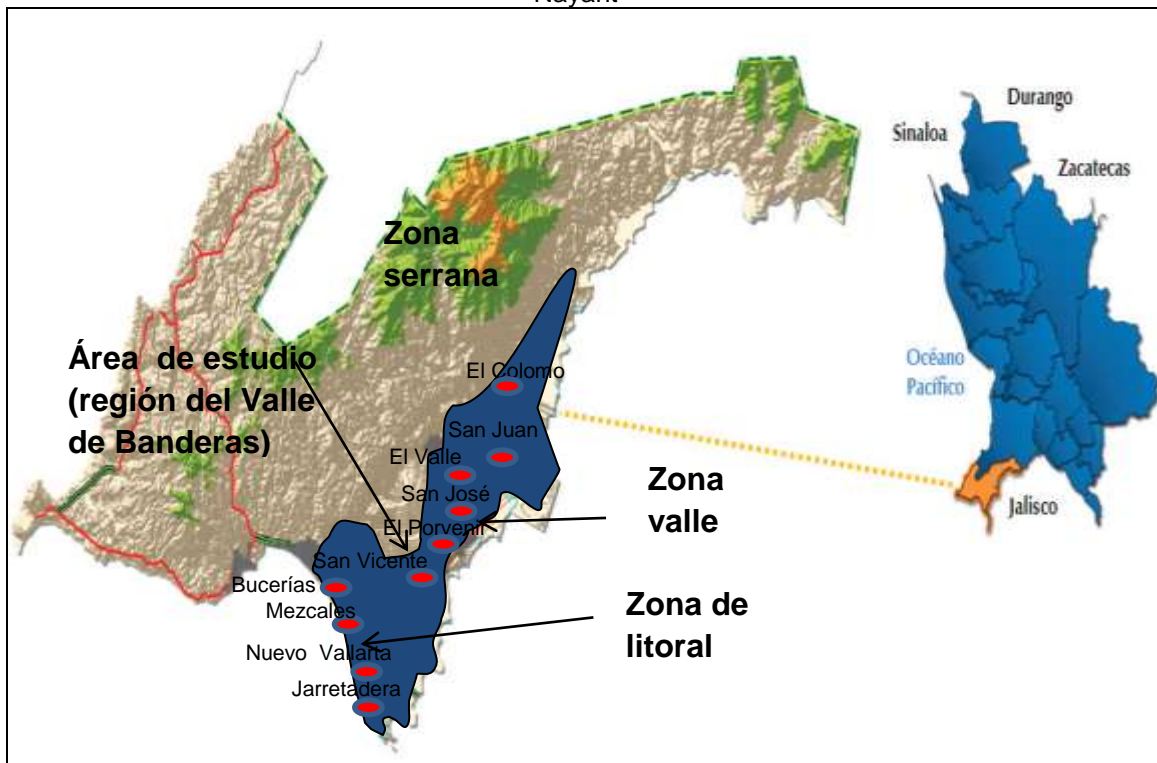 Nayarit
Durango
Sinaloa
Zacatecas
Zona
serrana
Área de estudio
(región del Valle
de Banderas)
Océano
Pacífico
El Colomo
San Juan
El Valle
San José
Zona
valle
Jalisco
El Porvenir
San Vicente
Bucerías
Mezcales
Zona de
litoral
Nuevo Vallarta
Jarretadera